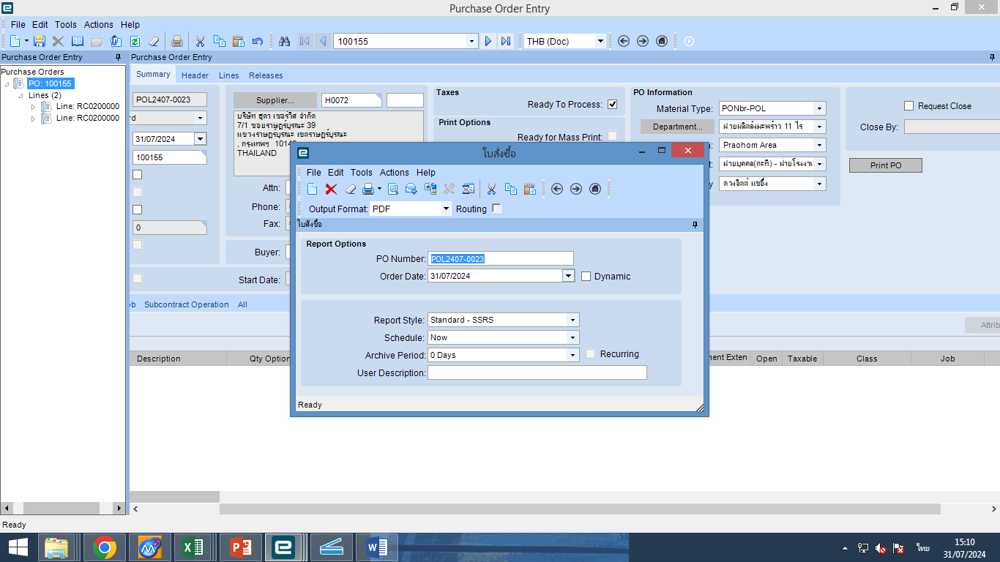 Purchase Order Entry
File Edit Tools Actions Help
100155
THB (Doc)
Purchase Order Entry
Purchase Order Entry
Purchase Orders
PO: 100155
Lines (2)
Line: RC0200000
Line: RC0200000
Summary Header Lines Releases
POL2407-0023
rd
31/07/2024
100155
0
Supplier... H0072
บริษัท ฮูดา เซอร์วิส จำกัด
7/1 ซอยราษฎร์บูรณะ 39
แขวงราษฎร์บูรณะ เขตราษฎร์บูรณะ
, กรุงเทพฯ 10140
THAILAND
Attn:
Phone:
Fax:
Buyer:
Start Date:
Taxes
Ready To Process:
Print Options
Ready for Mass Print:
PO Information
Material Type: PONbr-POL
Department... ฝ่ายผลิตล้งมะพร้าว 11 ไร่
Praohom Area
t: ฝ่ายบุคคล(กะทิ) - ฝ่ายโรงงาน
y ดวงจิตต์ แซ่อึ้ง
Request Close
Close By:
Print PO
ob Subcontract Operation All
Attrib
Description Qty Option ment Exten Open Taxable Class Job
ใบสั่งซื้อ
File Edit Tools Actions Help
Output Format: PDF Routing
ใบสั่งซื้อ
Report Options
PO Number: POL2407-0023
Order Date: 31/07/2024 Dynamic
Report Style: Standard - SSRS
Schedule: Now
Archive Period: 0 Days Recurring
User Description:
Ready
Ready
ไทย
15:10
31/07/2024